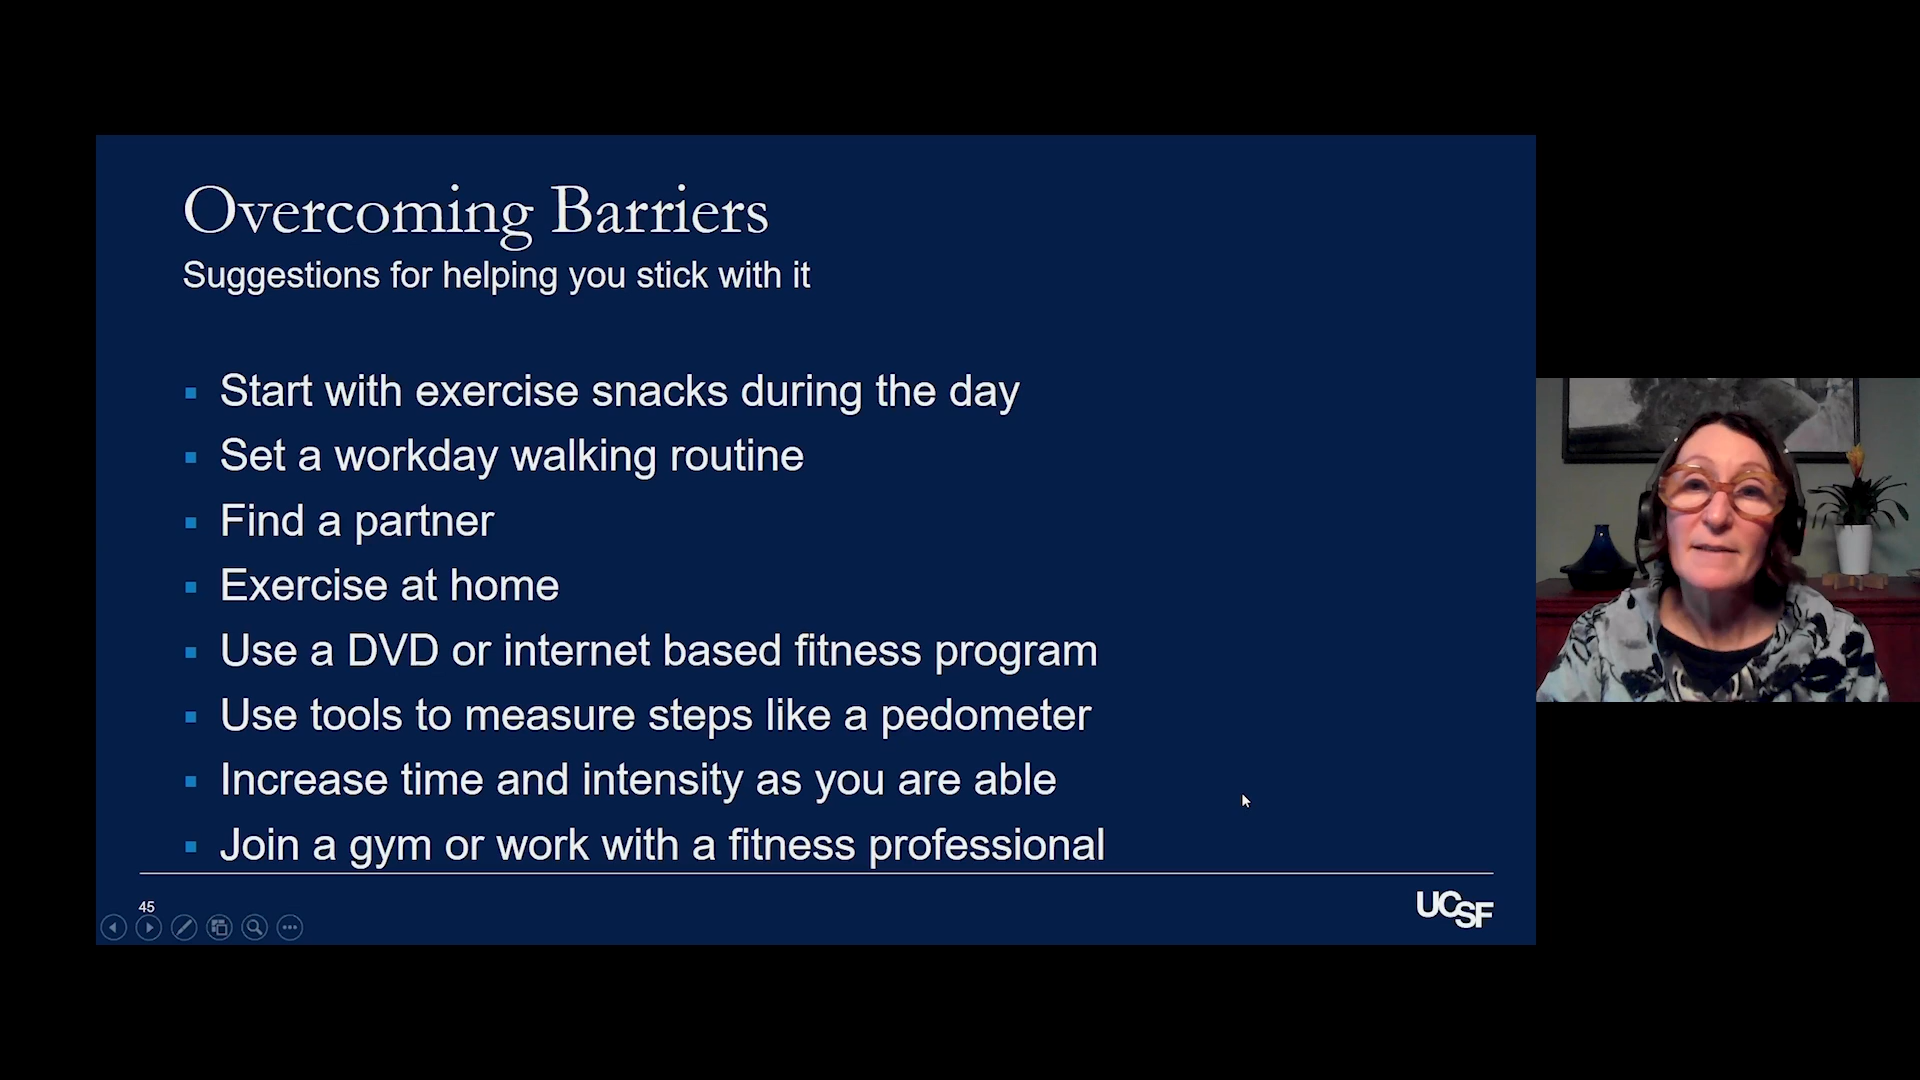 Overcoming Barriers
Suggestions for helping you stick with it
Start with exercise snacks during the day
Set a workday walking routine
Find a partner
Exercise at home
Use a DVD or internet based fitness program
Use tools to measure steps like a pedometer
Increase time and intensity as you are able
Join a gym or work with a fitness professional
45
UCSF